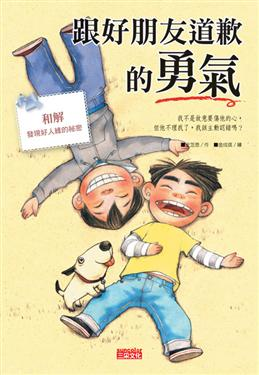 跟好朋友道歉
的勇氣
和解
發現好人緣的祕密
我不是故意要傷他的心，
但他不理我了，我該主動認錯嗎？
作
繪
三采文化